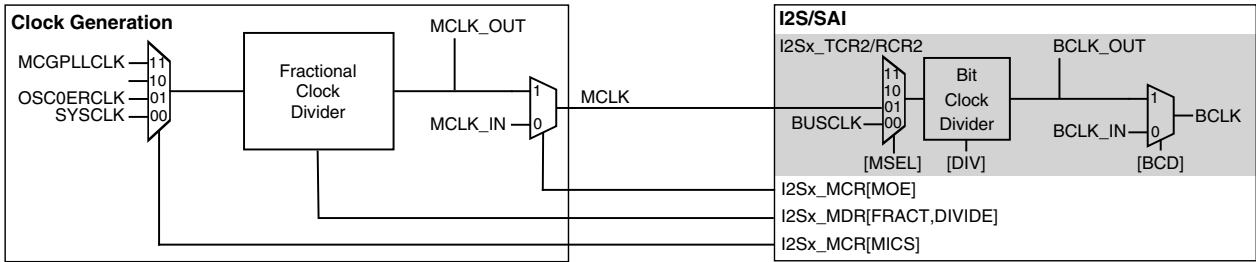 Clock Generation
MCGPLLCLK
11
10
OSC0ERCLK
01
SYSCLK
00
Fractional
Clock
Divider
MCLK_OUT
MCLK_IN
1
0
MCLK
I2S/SAI
I2Sx_TCR2/RCR2
11
10
01
BUSCLK
00
[MSEL]
Bit
Clock
Divider
[DIV]
BCLK_OUT
BCLK_IN
1
0
BCLK
[BCD]
I2Sx_MCR[MOE]
I2Sx_MDR[FRACT,DIVIDE]
I2Sx_MCR[MICS]